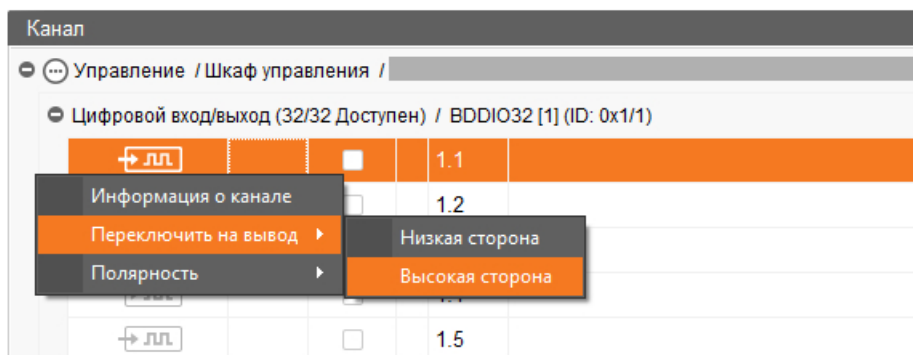 Канал
Управление / Шкаф управления /
Цифровой вход/выход (32/32 Доступен) / BDDIO32 [1] (ID: 0x1/1)
1.1
Информация о канале
1.2
Переключить на вывод
Низкая сторона
Полярность
Высокая сторона
1.5